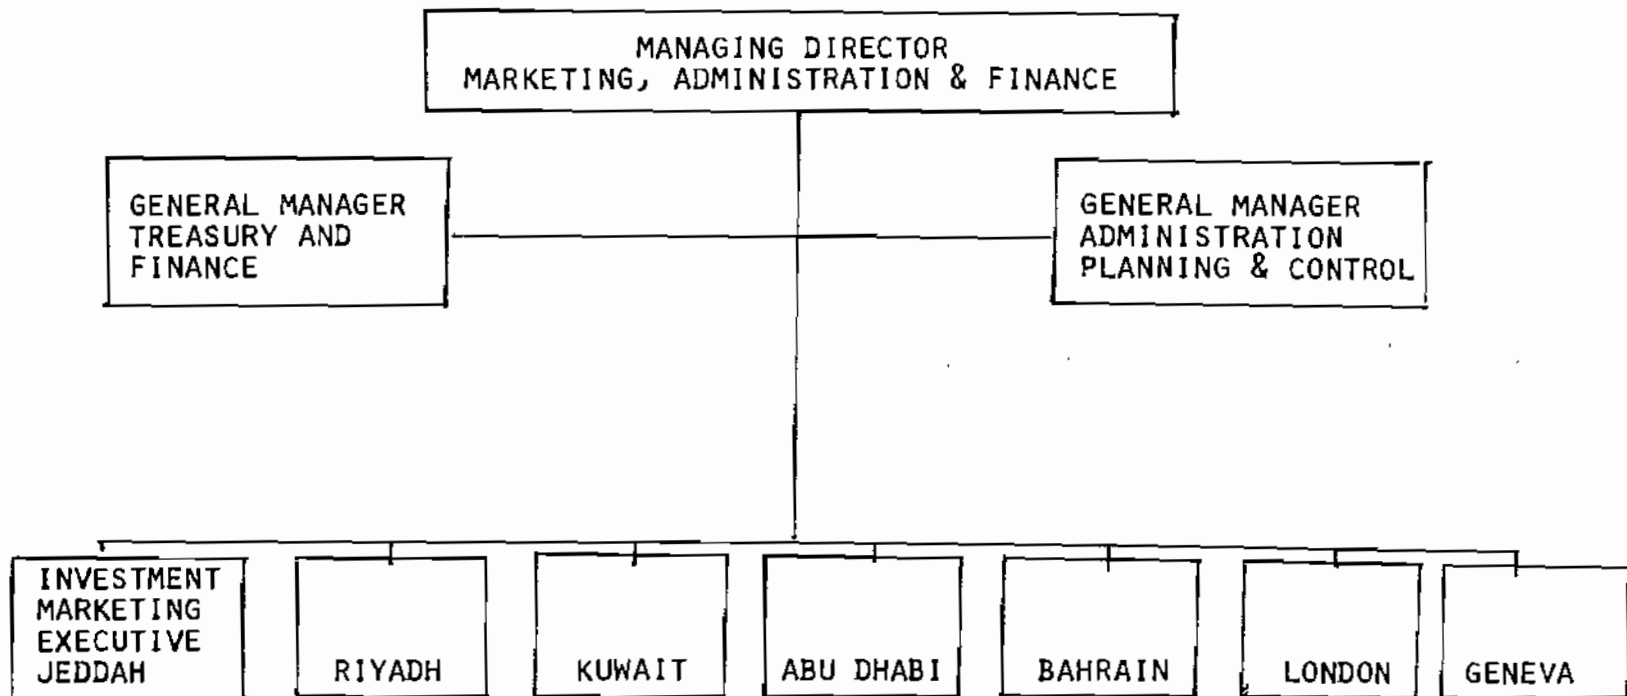 MANAGING DIRECTOR
MARKETING, ADMINISTRATION & FINANCE
GENERAL MANAGER
TREASURY AND
FINANCE
GENERAL MANAGER
ADMINISTRATION
PLANNING & CONTROL
INVESTMENT
MARKETING
EXECUTIVE
JEDDAH
RIYADH
KUWAIT
ABU DHABI
BAHRAIN
LONDON
GENEVA